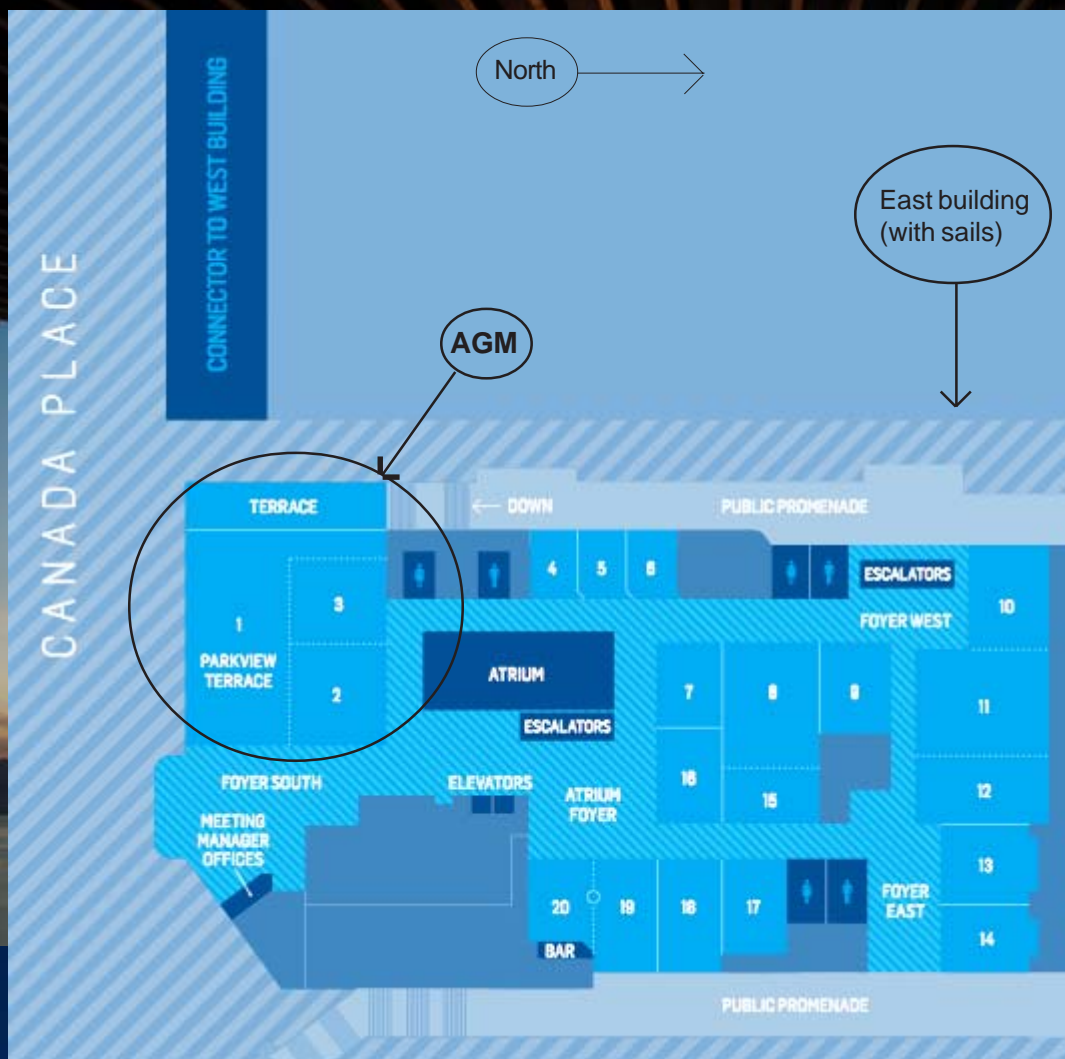 North
CONNECTOR TO WEST BUILDING
East building
(with sails)
CANADA PLACE
AGM
TERRACE
← DOWN
PUBLIC PROMENADE
4
5
6
ESCALATORS
3
10
1
FOYER WEST
PARKVIEW
TERRACE
ATRIUM
2
7
8
9
11
ESCALATORS
FOYER SOUTH
ELEVATORS
ATRIUM
FOYER
16
15
12
MEETING
MANAGER
OFFICES
13
20
19
18
17
FOYER
EAST
14
BAR
PUBLIC PROMENADE